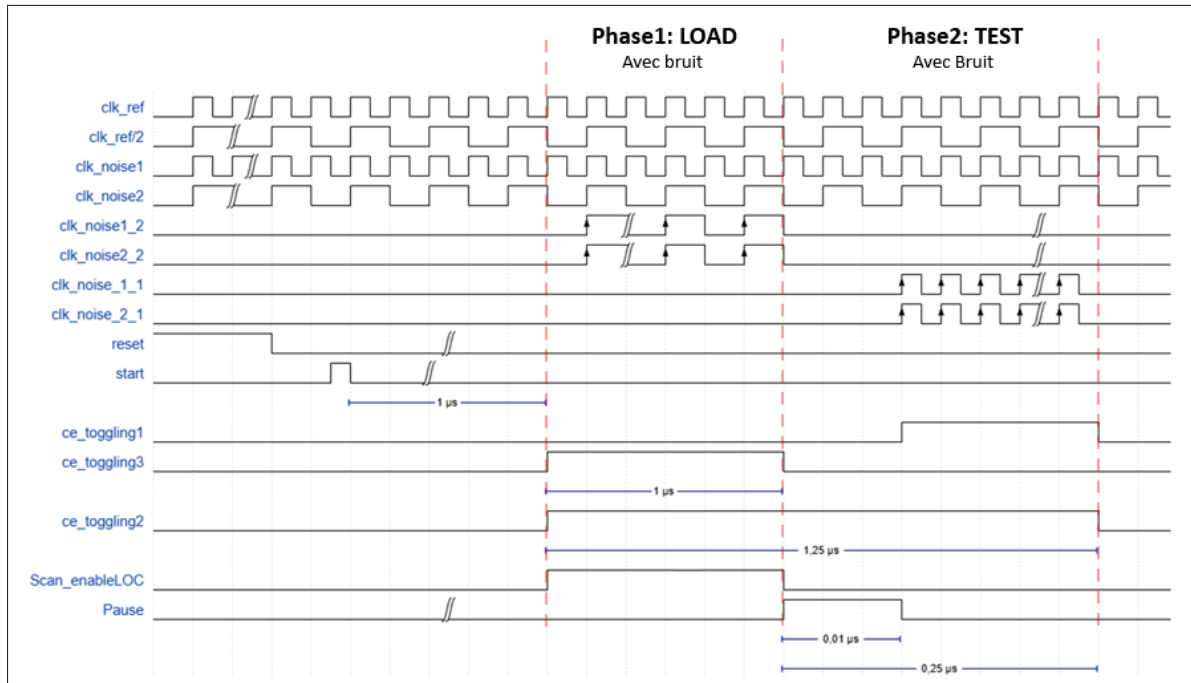 Phase1: LOAD
Avec bruit
Phase2: TEST
Avec Bruit
clk_ref
clk_ref/2
clk_noise1
clk_noise2
clk_noise1_2
clk_noise2_2
clk_noise_1_1
clk_noise_2_1
reset
start
1 µs
ce_toggling1
ce_toggling3
1 µs
ce_toggling2
1,25 µs
Scan_enableLOC
Pause
0,01 µs
0,25 µs